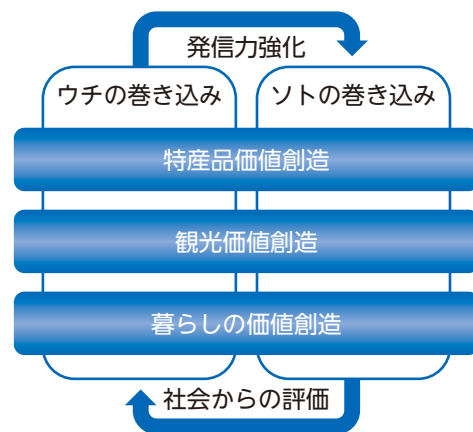 発信力強化
ウチの巻き込み
ソトの巻き込み
特産品価値創造
観光価値創造
暮らしの価値創造
社会からの評価